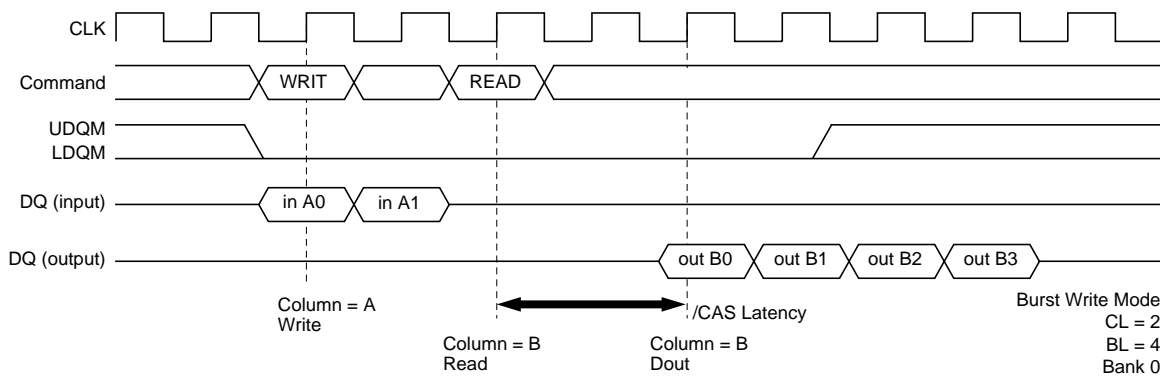 CLK
Command
WRIT
READ
UDQM
LDQM
DQ (input)
in A0
in A1
DQ (output)
out B0
out B1
out B2
out B3
Column = A
Write
/CAS Latency
Column = B
Read
Column = B
Dout
Burst Write Mode
CL = 2
BL = 4
Bank 0